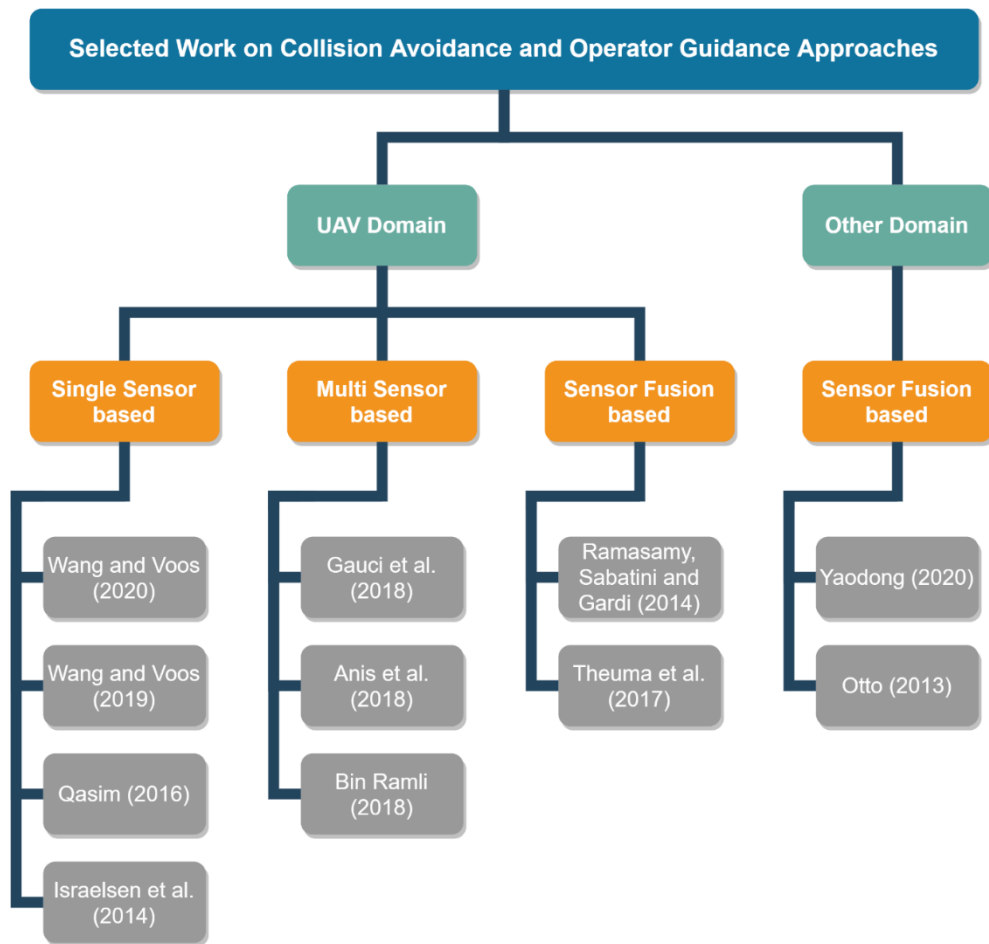 Selected Work on Collision Avoidance and Operator Guidance Approaches
UAV Domain
Other Domain
Single Sensor
based
Multi Sensor
based
Sensor Fusion
based
Sensor Fusion
based
Wang and Voos
(2020)
Wang and Voos
(2019)
Qasim (2016)
Israelsen et al.
(2014)
Gauci et al.
(2018)
Anis et al.
(2018)
Bin Ramli
(2018)
Ramasamy,
Sabatini and
Gardi (2014)
Theuma et al.
(2017)
Yaodong (2020)
Otto (2013)